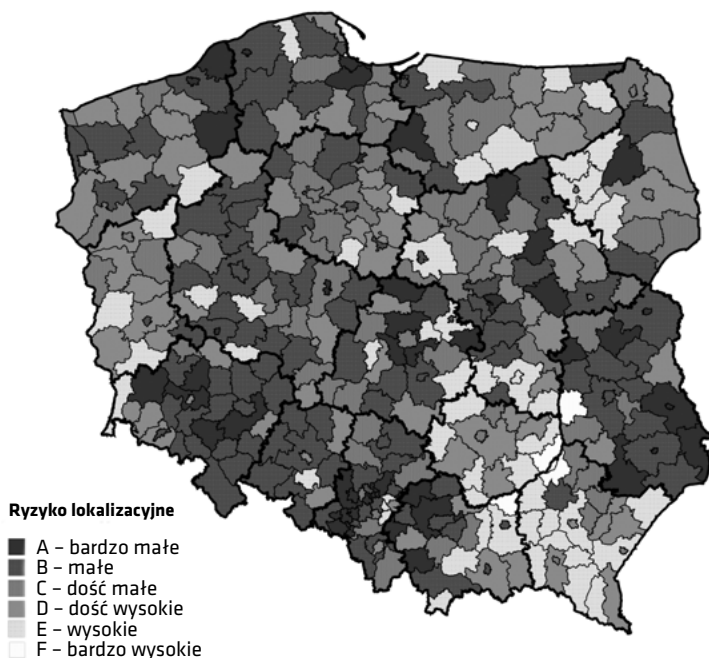 Ryzyko lokalizacyjne
A – bardzo małe
B – małe
C – dość małe
D – dość wysokie
E – wysokie
F – bardzo wysokie